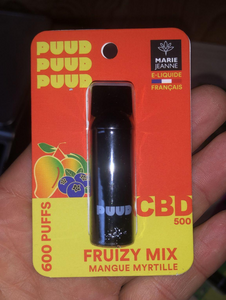 PUUD
PUUD
PUUD
MARIE
JEANNE
E-LIQUIDE
FRANÇAIS
600 PUFFS
PUUD
CBD
500
FRUIZY MIX
MANGUE MYRTILLE